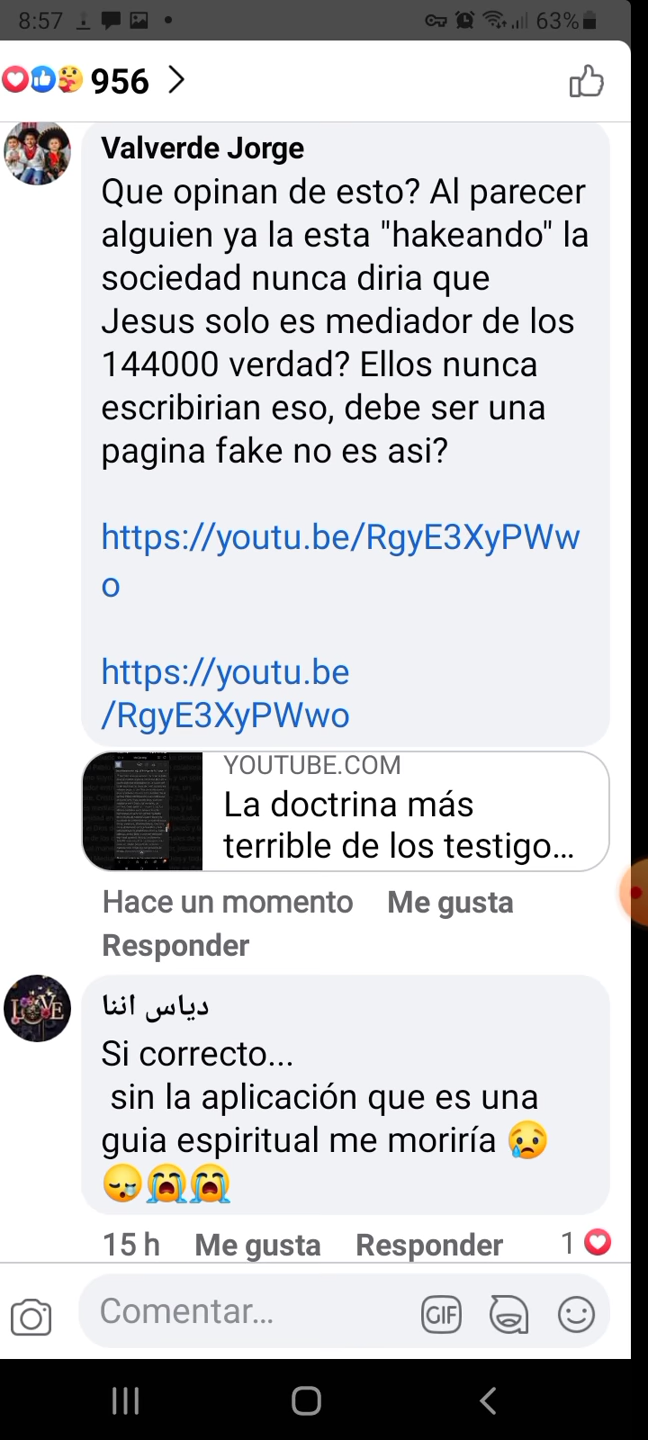 8:57
63%
956 >
Valverde Jorge
Que opinan de esto? Al parecer
alguien ya la esta "hakeando" la
sociedad nunca diria que
Jesus solo es mediador de los
144000 verdad? Ellos nunca
escribirian eso, debe ser una
pagina fake no es asi?
https://youtu.be/RgyE3XyPWw
o
https://youtu.be
/RgyE3XyPWwo
YOUTUBE.COM
La doctrina más
terrible de los testigo...
Hace un momento Me gusta
Responder
LOVE
دياس اننا
Si correcto...
sin la aplicación que es una
guia espiritual me moriría 😢
😪😭😭
15 h Me gusta Responder 1
Comentar...
GIF